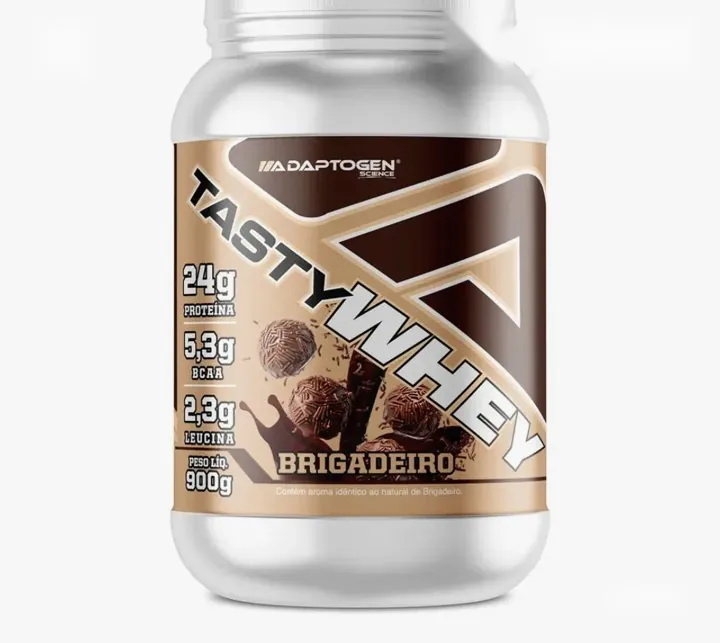 ADAPTOGEN®
SCIENCE
TASTY WHEY
24g
PROTEÍNA
5,3g
BCAA
2,3g
LEUCINA
PESO LÍQ.
900g
BRIGADEIRO
Contém aroma idêntico ao natural de Brigadeiro.